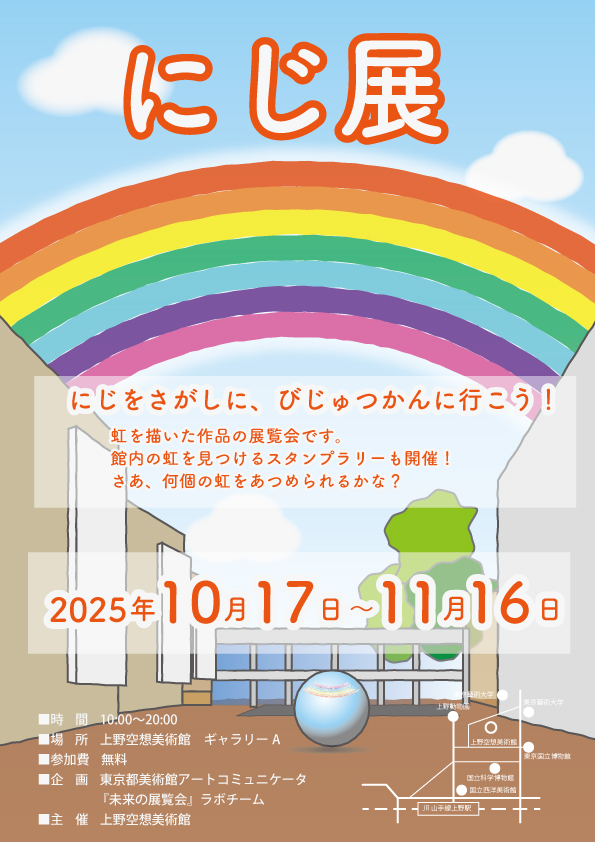 にじ展
にじをさがしに、びじゅつかんに行こう！
虹を描いた作品の展覧会です。
館内の虹を見つけるスタンプラリーも開催！
さあ、何個の虹をあつめられるかな？
2025年10月17日〜11月16日
■時　間　10:00〜20:00
■場　所　上野空想美術館　ギャラリーA
■参加費　無料
■企　画　東京都美術館アートコミュニケータ
『未来の展覧会』ラボチーム
■主　催　上野空想美術館
東京藝術大学
東京藝術大学
上野動物園
上野空想美術館
東京国立博物館
国立科学博物館
国立西洋美術館
JR 山手線上野駅